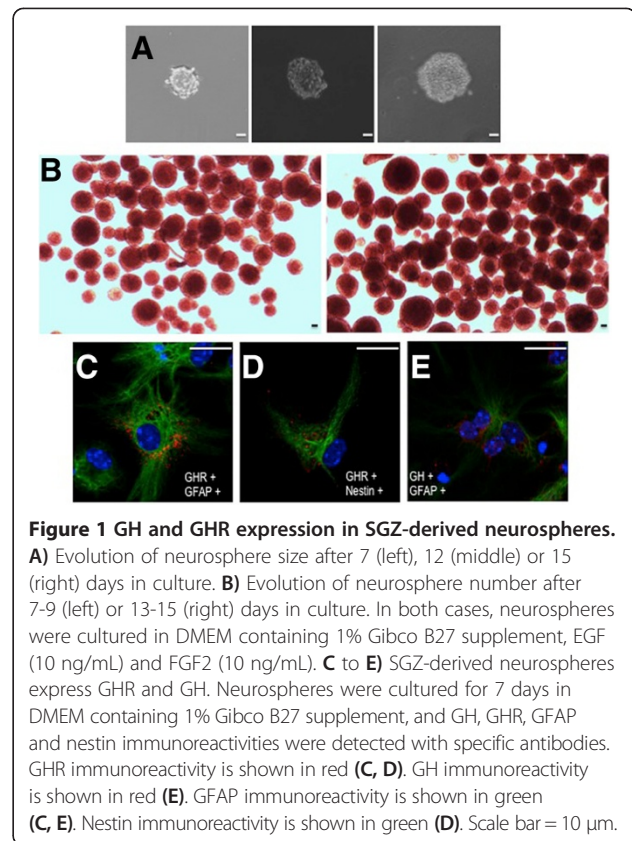 A
B
C
GHR +
GFAP +
D
GHR +
Nestin +
E
GH +
GFAP +
Figure 1 GH and GHR expression in SGZ-derived neurospheres.
A) Evolution of neurosphere size after 7 (left), 12 (middle) or 15
(right) days in culture. B) Evolution of neurosphere number after
7-9 (left) or 13-15 (right) days in culture. In both cases, neurospheres
were cultured in DMEM containing 1% Gibco B27 supplement, EGF
(10 ng/mL) and FGF2 (10 ng/mL). C to E) SGZ-derived neurospheres
express GHR and GH. Neurospheres were cultured for 7 days in
DMEM containing 1% Gibco B27 supplement, and GH, GHR, GFAP
and nestin immunoreactivities were detected with specific antibodies.
GHR immunoreactivity is shown in red (C, D). GH immunoreactivity
is shown in red (E). GFAP immunoreactivity is shown in green
(C, E). Nestin immunoreactivity is shown in green (D). Scale bar = 10 μm.